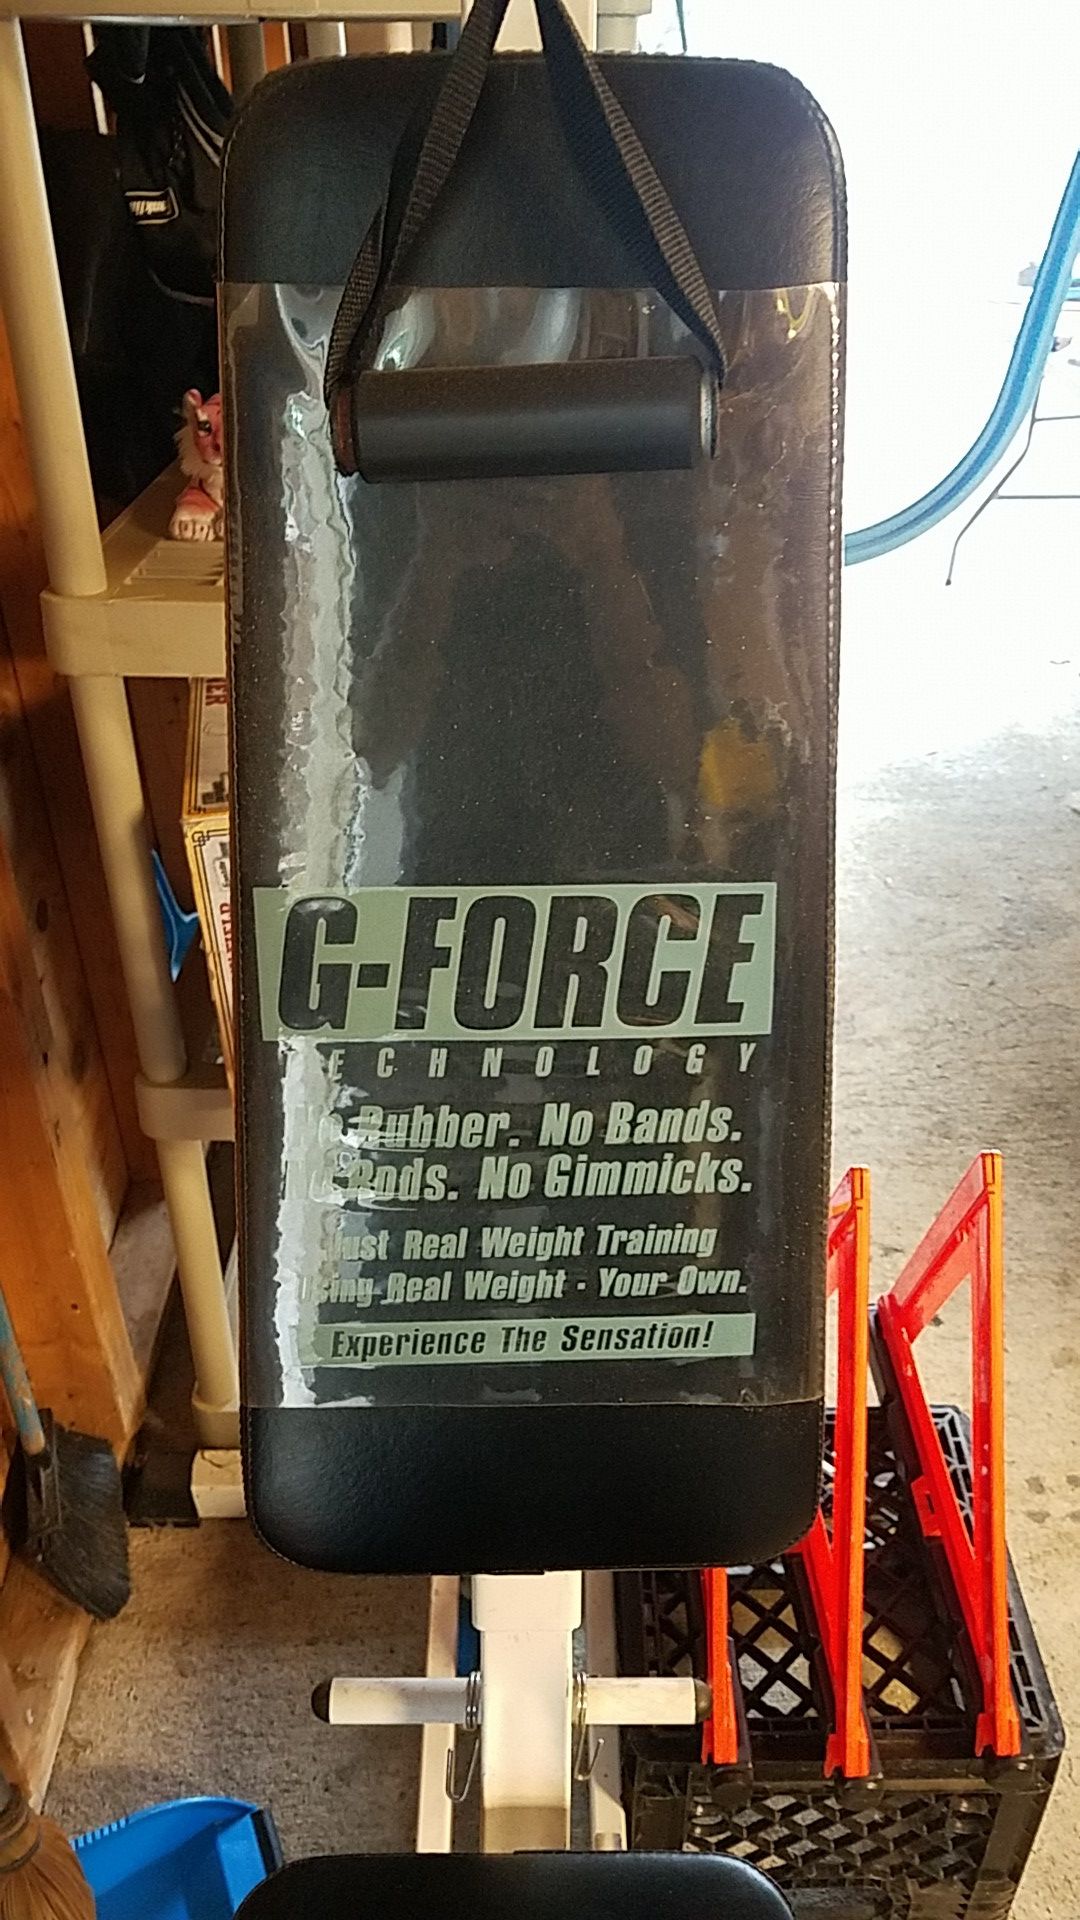 G-FORCE
TECHNOLOGY
No Rubber. No Bands.
No Rods. No Gimmicks.
Just Real Weight Training
Using Real Weight - Your Own.
Experience The Sensation!